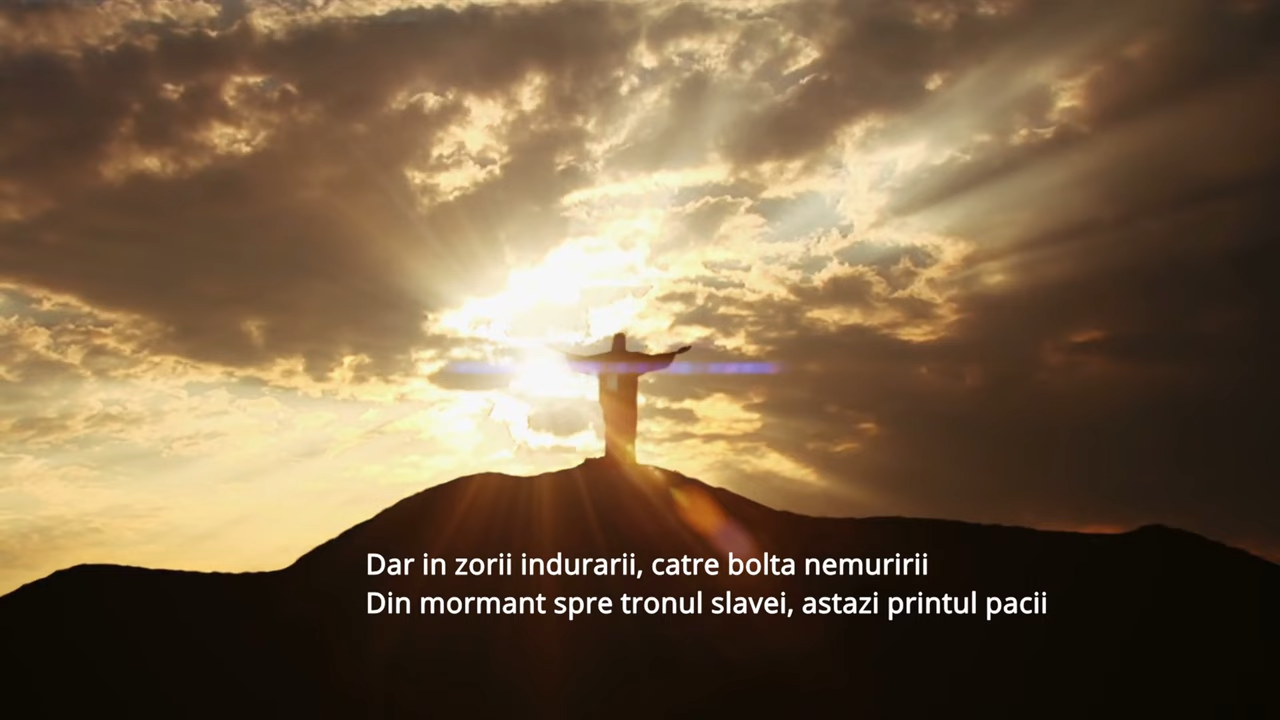 Dar in zorii indurarii, catre bolta nemuririi
Din mormant spre tronul slavei, astazi printul pacii